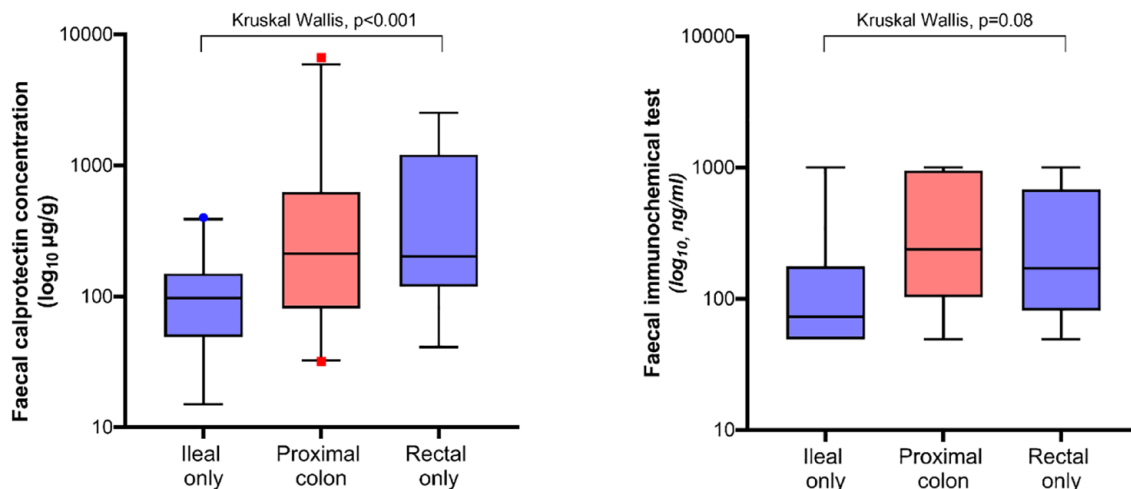 Kruskal Wallis, p<0.001
Faecal calprotectin concentration
(log10 µg/g)
10000
1000
100
10
Ileal
only
Proximal
colon
Rectal
only
Kruskal Wallis, p=0.08
Faecal immunochemical test
(log10, ng/ml)
10000
1000
100
10
Ileal
only
Proximal
colon
Rectal
only